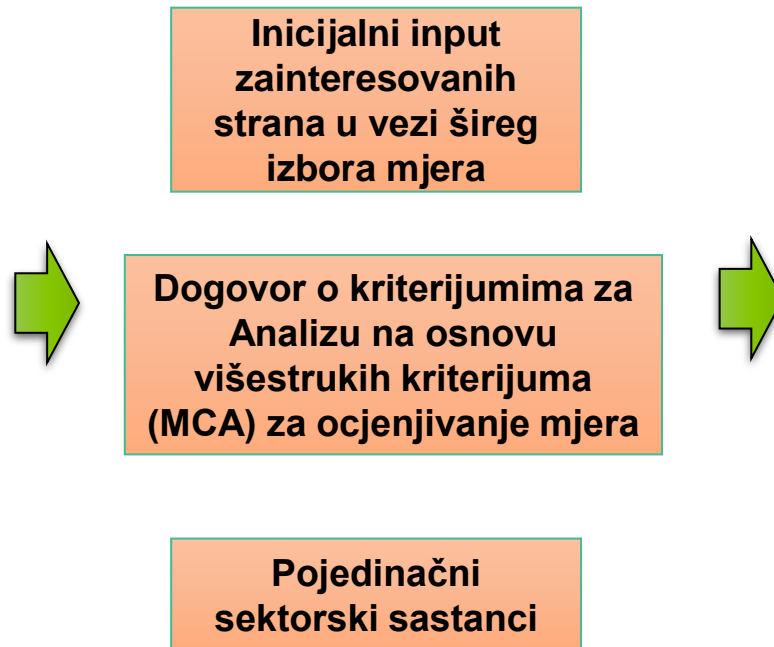 Inicijalni input
zainteresovanih
strana u vezi šireg
izbora mjera
Dogovor o kriterijumima za
Analizu na osnovu
višestrukih kriterijuma
(MCA) za ocjenjivanje mjera
Pojedinačni
sektorski sastanci